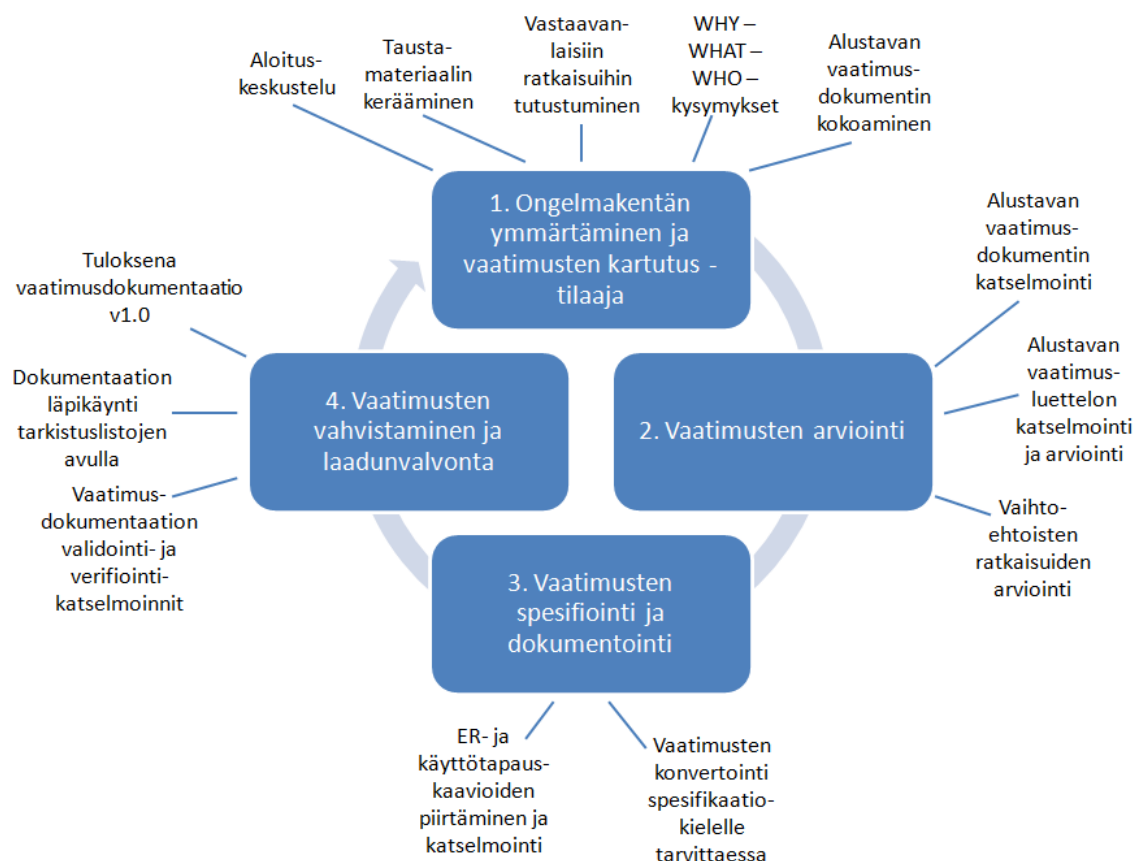 Aloitus-
keskustelu
Tausta-
materiaalin
kerääminen
Vastaavan-
laisiin
ratkaisuihin
tutustuminen
WHY –
WHAT –
WHO –
kysymykset
Alustavan
vaatimus-
dokumentin
kokoaminen
1. Ongelmakentän
ymmärtäminen ja
vaatimusten kartutus -
tilaaja
Alustavan
vaatimus-
dokumentin
katselmointi
Alustavan
vaatimus-
luettelon
katselmointi
ja arviointi
Vaihto-
ehtoisten
ratkaisuiden
arviointi
2. Vaatimusten arviointi
3. Vaatimusten
spesifiointi ja
dokumentointi
ER- ja
käyttötapaus-
kaavioiden
piirtäminen ja
katselmointi
Vaatimusten
konvertointi
spesifikaatio-
kielelle
tarvittaessa
4. Vaatimusten
vahvistaminen ja
laadunvalvonta
Tuloksena
vaatimusdokumentaatio
v1.0
Dokumentaation
läpikäynti
tarkistuslistojen
avulla
Vaatimus-
dokumentaation
validointi- ja
verifiointi-
katselmoinnit